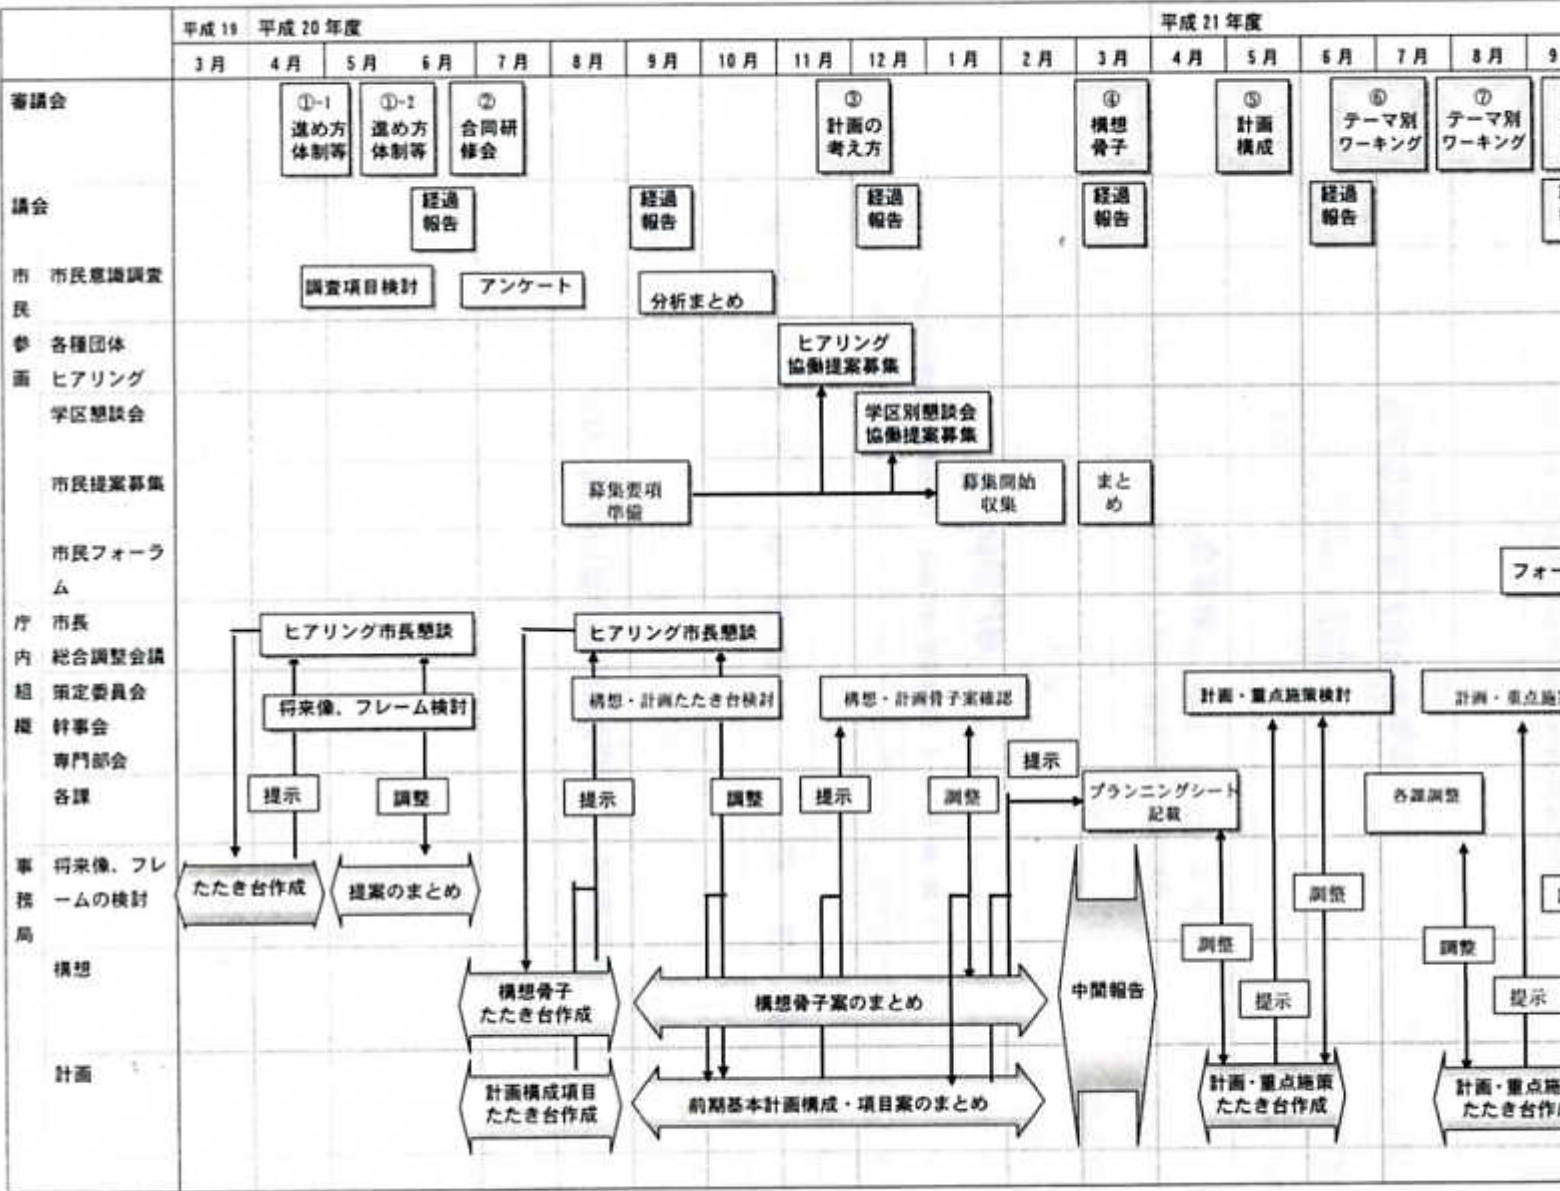 平成19 平成20年度 平成21年度
3月 4月 5月 6月 7月 8月 9月 10月 11月 12月 1月 2月 3月 4月 5月 6月 7月 8月 9
審議会
①-1
進め方
体制等
①-2
進め方
体制等
②
合同研
修会
③
計画の
考え方
④
構想
骨子
⑤
計画
構成
⑥
テーマ別
ワーキング
⑦
テーマ別
ワーキング
議会
経過
報告
経過
報告
経過
報告
経過
報告
経過
報告
市民参画
市民意識調査
調査項目検討
アンケート
分析まとめ
各種団体
ヒアリング
ヒアリング
協働提案募集
学区懇談会
学区別懇談会
協働提案募集
市民提案募集
募集要項
準備
募集開始
収集
まと
め
市民フォーラ
ム
フォー
庁内組織
市長
総合調整会議
ヒアリング市長懇談
ヒアリング市長懇談
策定委員会
幹事会
専門部会
各課
将来像、フレーム検討
構想・計画たたき台検討
構想・計画骨子案確認
計画・重点施策検討
計画・重点施
提示
調整
提示
調整
提示
調整
提示
プランニングシート
記載
各課調整
事務局
将来像、フレ
ームの検討
たたき台作成
提案のまとめ
調整
調整
調整
提示
提示
構想
構想骨子
たたき台作成
構想骨子案のまとめ
中間報告
計画
計画構成項目
たたき台作成
前期基本計画構成・項目案のまとめ
計画・重点施策
たたき台作成
計画・重点施
たたき台作